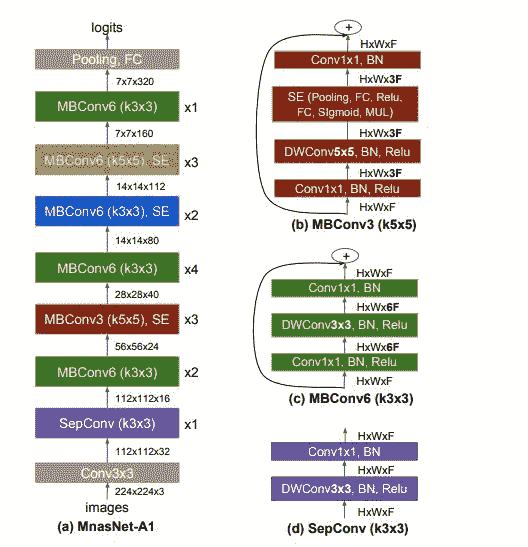 logits
Pooling, FC
7x7x320
MBConv6 (k3x3) x1
7x7x160
MBConv6 (k5x5), SE x3
14x14x112
MBConv6 (k3x3), SE x2
14x14x80
MBConv6 (k3x3) x4
28x28x40
MBConv3 (k5x5), SE x3
56x56x24
MBConv6 (k3x3) x2
112x112x16
SepConv (k3x3) x1
112x112x32
Conv3x3
224x224x3
images
(a) MnasNet-A1
+
HxWxF
Conv1x1, BN
HxWx3F
SE (Pooling, FC, Relu,
FC, SIgmoid, MUL)
HxWx3F
DWConv5x5, BN, Relu
HxWx3F
Conv1x1, BN, Relu
HxWxF
(b) MBConv3 (k5x5)
+
HxWxF
Conv1x1, BN
HxWx6F
DWConv3x3, BN, Relu
HxWx6F
Conv1x1, BN, Relu
HxWxF
(c) MBConv6 (k3x3)
HxWxF
Conv1x1, BN
HxWxF
DWConv3x3, BN, Relu
HxWxF
(d) SepConv (k3x3)